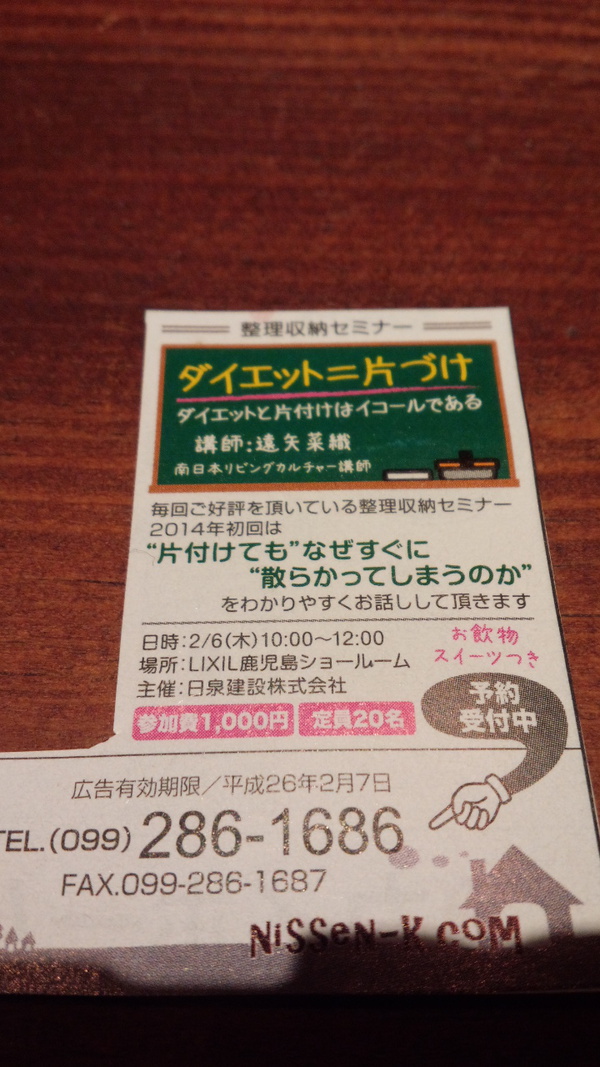 整理収納セミナー
ダイエット=片づけ
ダイエットと片付けはイコールである
講師:遠矢菜織
南日本リビングカルチャー講師
毎回ご好評を頂いている整理収納セミナー
2014年初回は
“片付けても”なぜすぐに
“散らかってしまうのか”
をわかりやすくお話しして頂きます
日時:2/6(木)10:00〜12:00
場所:LIXIL鹿児島ショールーム
主催:日泉建設株式会社
お飲物
スイーツつき
参加費1,000円 定員20名
予約
受付中
広告有効期限/平成26年2月7日
TEL.(099)286-1686
FAX.099-286-1687
NiSSeN-K.COM